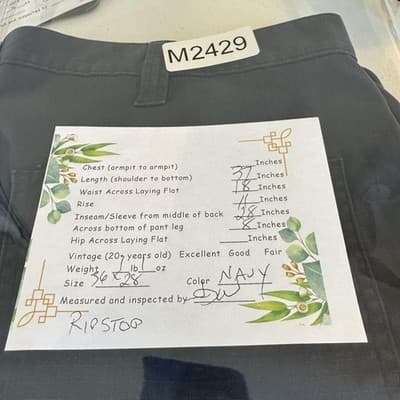 M2429
Chest (armpit to armpit) Inches
Length (shoulder to bottom) 37 Inches
Waist Across Laying Flat 18 Inches
Rise 11 Inches
Inseam/Sleeve from middle of back 28 Inches
Across bottom of pant leg 8 Inches
Hip Across Laying Flat Inches
Vintage (20+ years old) Excellent Good Fair
Weight 1 lb 1 oz
Size 36 x 28 Color NAVY
Measured and inspected by DW
RIPSTOP